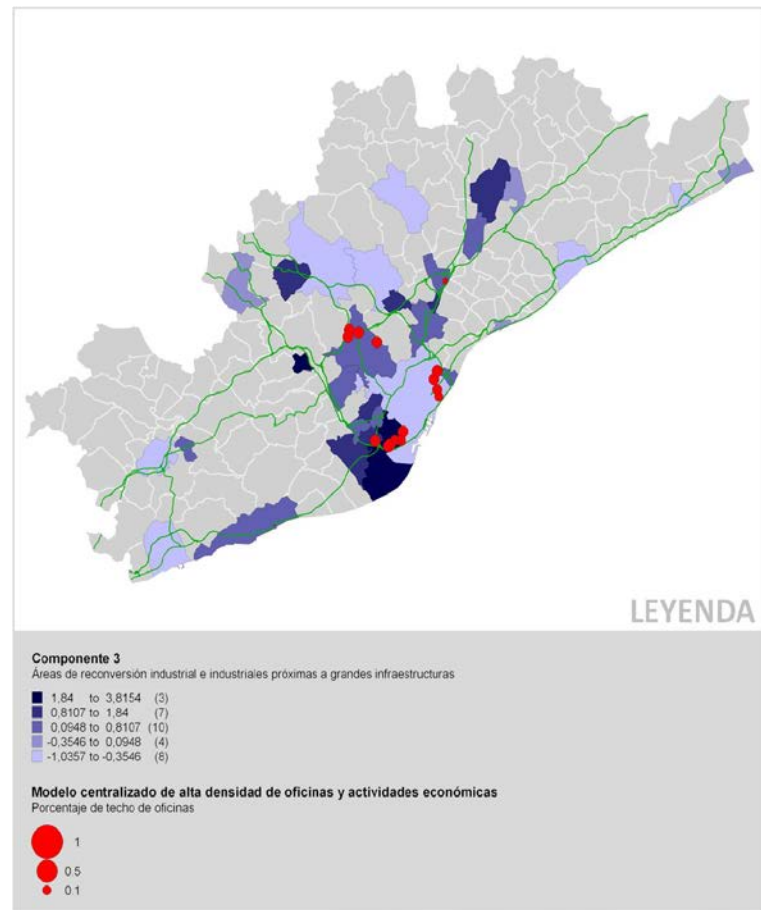 LEYENDA
Componente 3
Áreas de reconversión industrial e industriales próximas a grandes infraestructuras
1,84 to 3,8154 (3)
0,8107 to 1,84 (7)
0,0948 to 0,8107 (10)
-0,3546 to 0,0948 (4)
-1,0357 to -0,3546 (8)
Modelo centralizado de alta densidad de oficinas y actividades económicas
Porcentaje de techo de oficinas
1
0.5
0.1